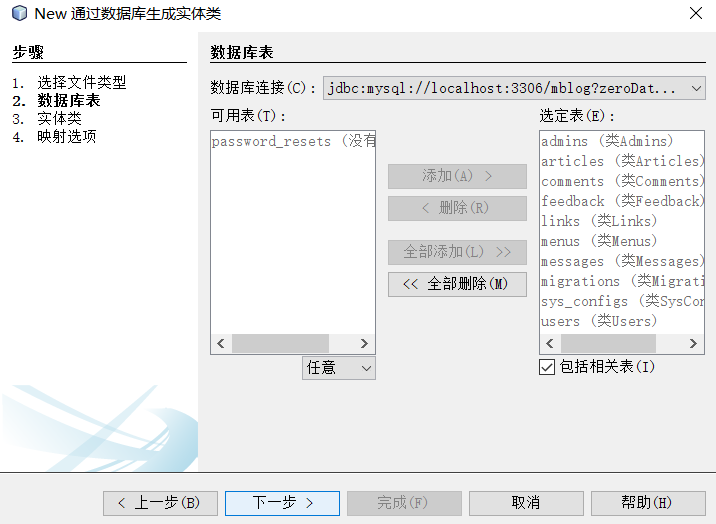 New 通过数据库生成实体类
步骤
1. 选择文件类型
2. 数据库表
3. 实体类
4. 映射选项
数据库表
数据库连接(C): jdbc:mysql://localhost:3306/mblog?zeroDat...
可用表(T):
password_resets (没有
添加(A) >
< 删除(R)
全部添加(L) >>
<< 全部删除(M)
任意
选定表(E):
admins (类Admins)
articles (类Articles)
comments (类Comments)
feedback (类Feedback)
links (类Links)
menus (类Menus)
messages (类Messages)
migrations (类Migrati
sys_configs (类SysCon
users (类Users)
包括相关表(I)
< 上一步(B) 下一步 > 完成(F) 取消 帮助(H)